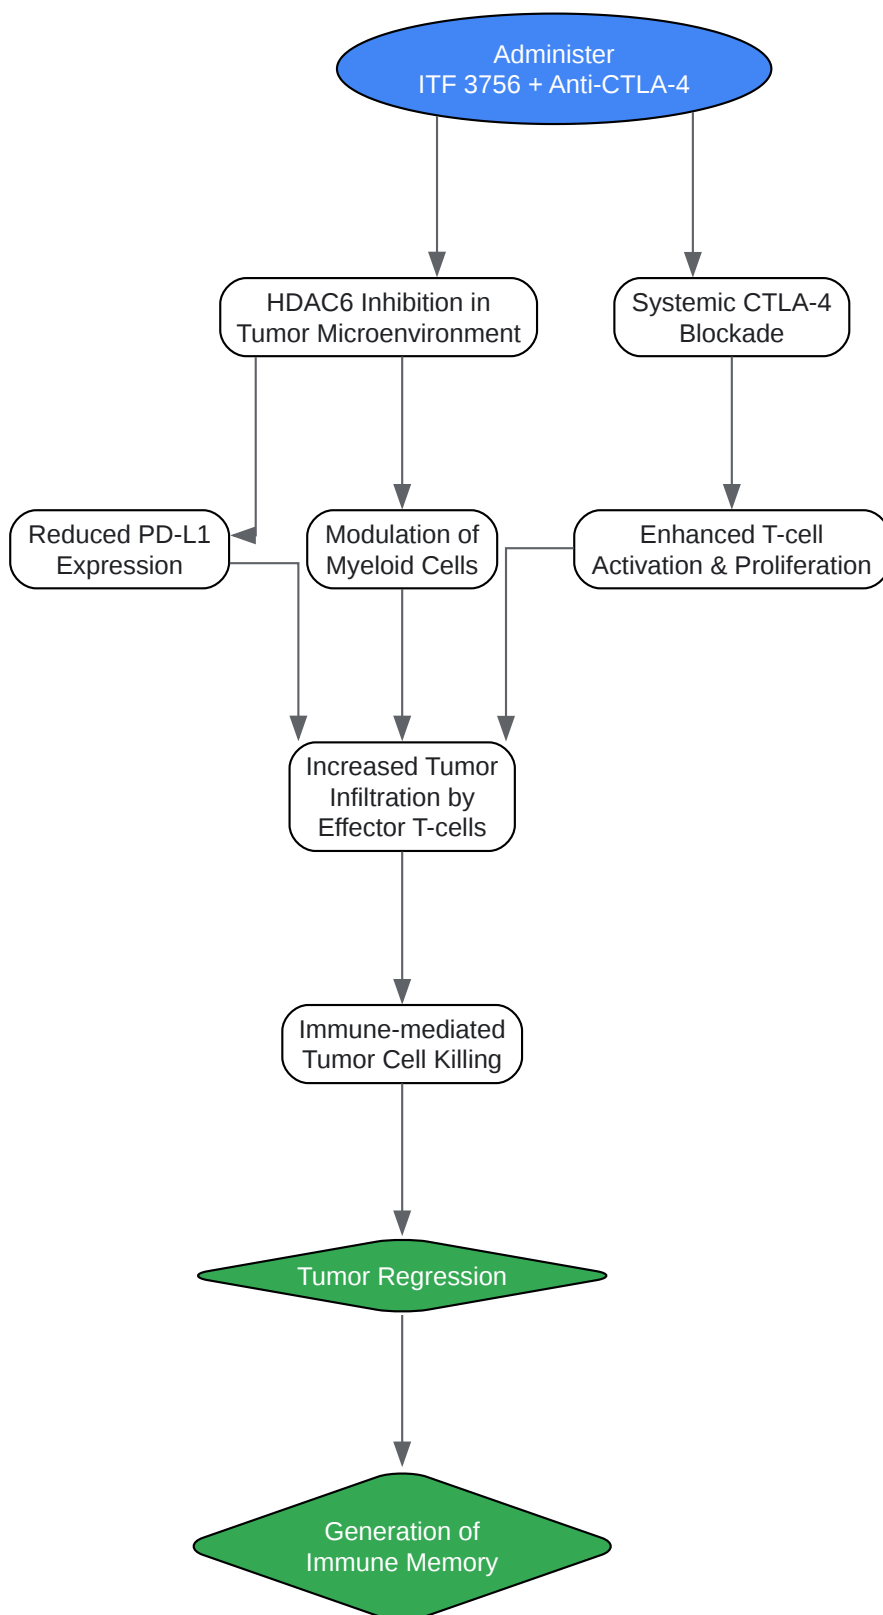 Administer
ITF 3756 + Anti-CTLA-4
HDAC6 Inhibition in
Tumor Microenvironment
Systemic CTLA-4
Blockade
Reduced PD-L1
Expression
Modulation of
Myeloid Cells
Enhanced T-cell
Activation & Proliferation
Increased Tumor
Infiltration by
Effector T-cells
Immune-mediated
Tumor Cell Killing
Tumor Regression
Generation of
Immune Memory